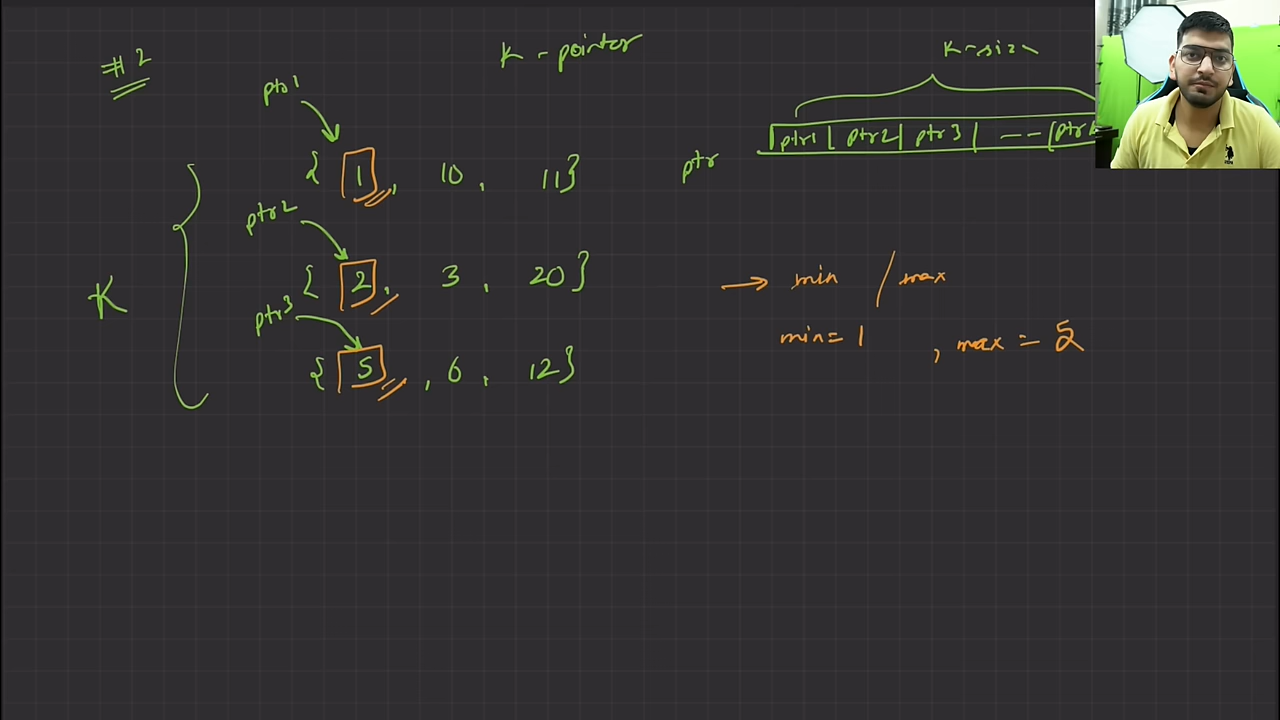 #2
K - pointer
K-size
ptr1
ptr1 | ptr2 | ptr3 | -- | ptr
ptr
{ 1, 10, 11}
ptr2
{ 2, 3, 20}
K
→ min / max
ptr3
min = 1 , max = 5
{ 5, 6, 12}